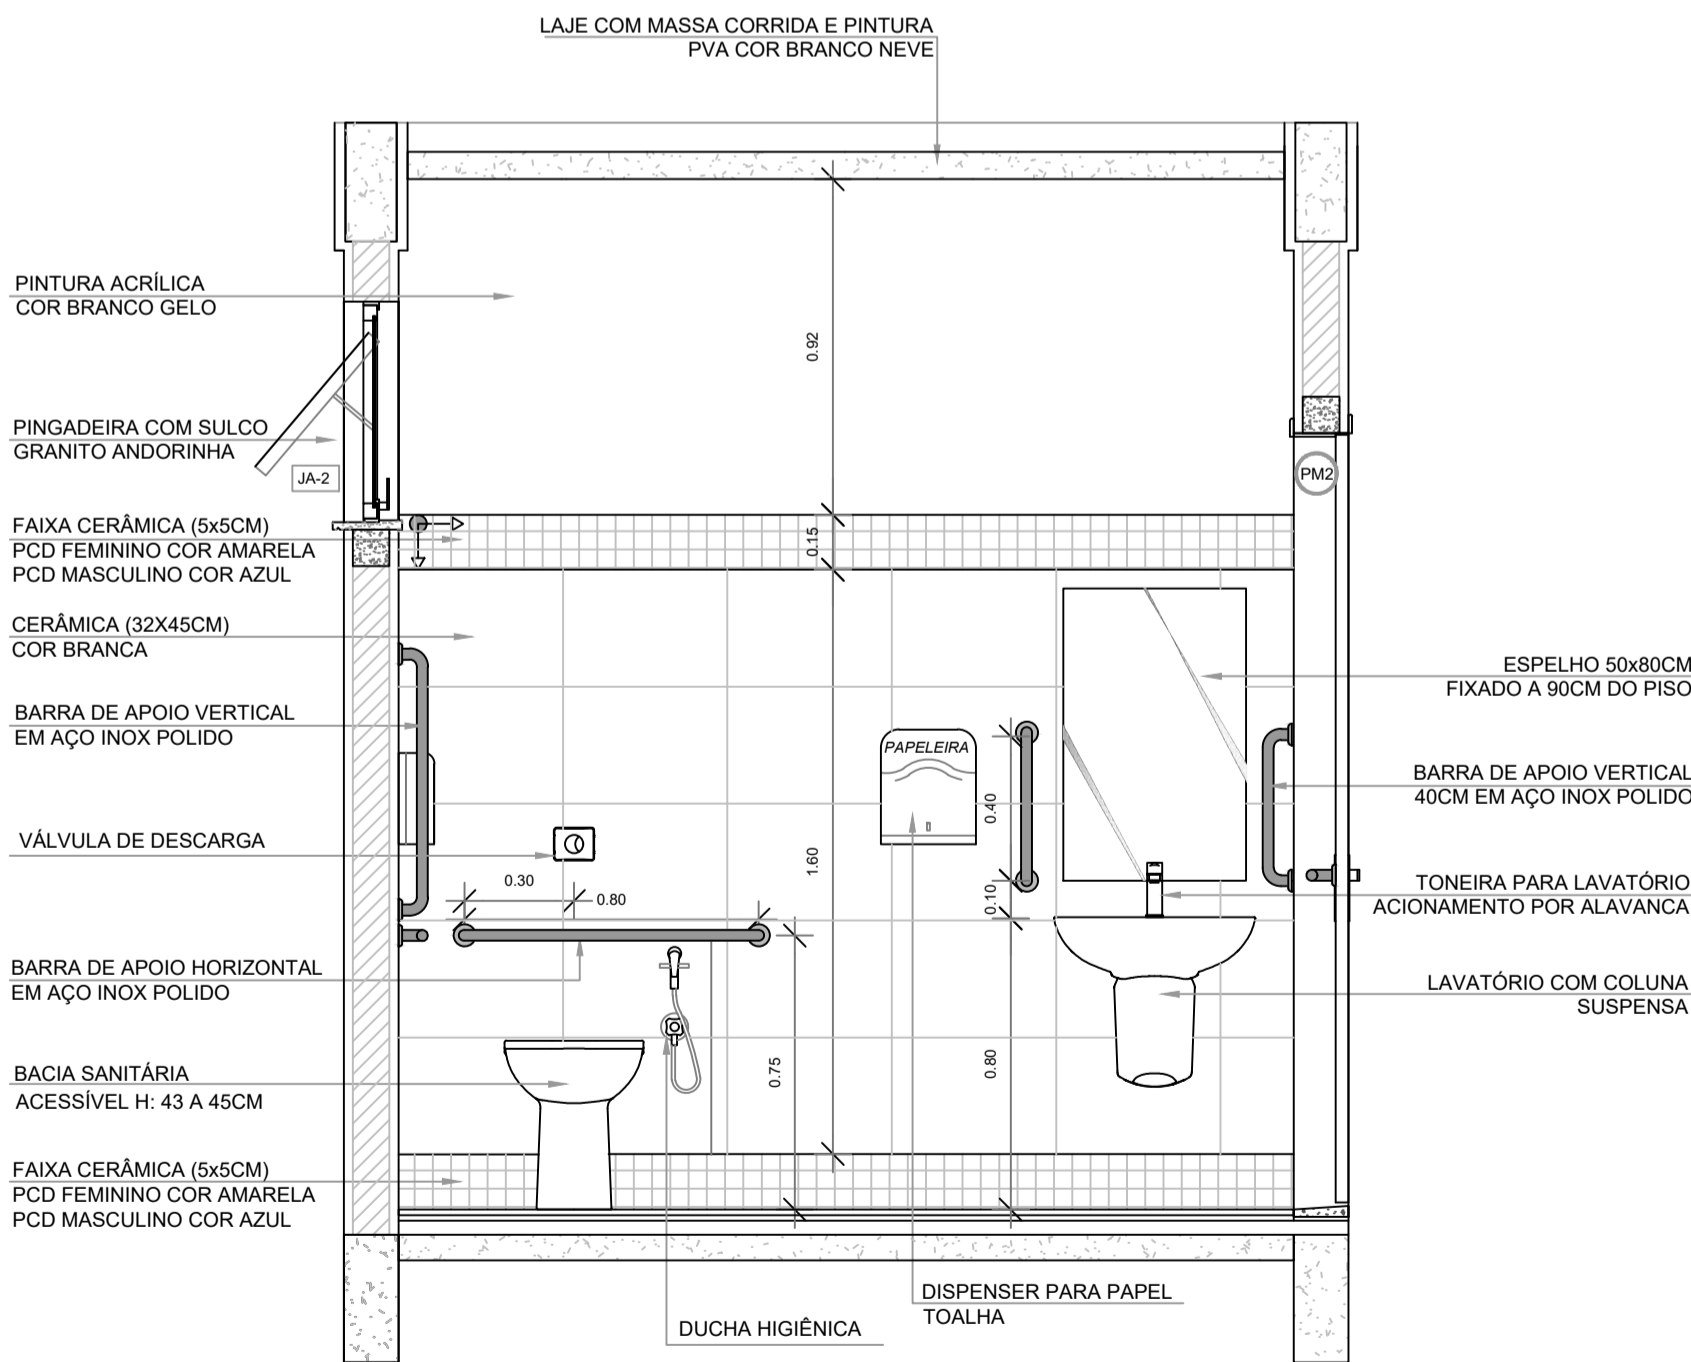 LAJE COM MASSA CORRIDA E PINTURA
PVA COR BRANCO NEVE
PINTURA ACRÍLICA
COR BRANCO GELO
0.92
PINGADEIRA COM SULCO
GRANITO ANDORINHA
JA-2
PM2
FAIXA CERÂMICA (5x5CM)
PCD FEMININO COR AMARELA
PCD MASCULINO COR AZUL
0.15
CERÂMICA (32X45CM)
COR BRANCA
ESPELHO 50x80CM
FIXADO A 90CM DO PISO
BARRA DE APOIO VERTICAL
EM AÇO INOX POLIDO
PAPELEIRA
0.40
BARRA DE APOIO VERTICAL
40CM EM AÇO INOX POLIDO
VÁLVULA DE DESCARGA
1.60
0.30
0.80
0.10
TONEIRA PARA LAVATÓRIO
ACIONAMENTO POR ALAVANCA
BARRA DE APOIO HORIZONTAL
EM AÇO INOX POLIDO
LAVATÓRIO COM COLUNA
SUSPENSA
0.75
0.80
BACIA SANITÁRIA
ACESSÍVEL H: 43 A 45CM
FAIXA CERÂMICA (5x5CM)
PCD FEMININO COR AMARELA
PCD MASCULINO COR AZUL
DISPENSER PARA PAPEL
TOALHA
DUCHA HIGIÊNICA